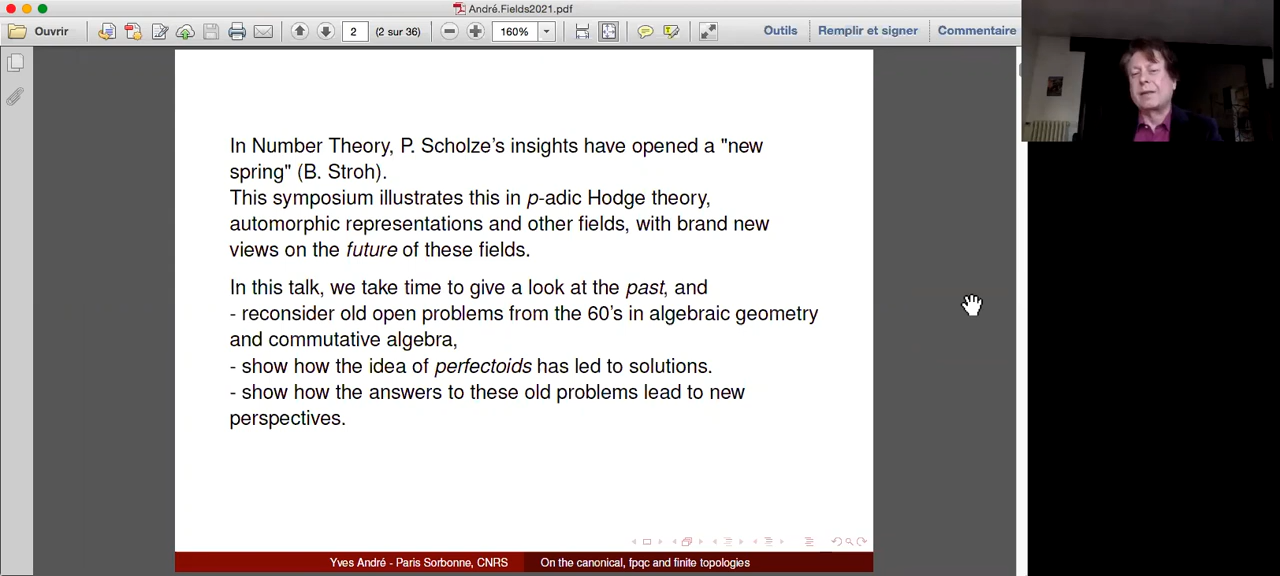 André.Fields2021.pdf
Ouvrir
2
(2 sur 36)
160%
Outils
Remplir et signer
Commentaire
In Number Theory, P. Scholze's insights have opened a "new
spring" (B. Stroh).
This symposium illustrates this in p-adic Hodge theory,
automorphic representations and other fields, with brand new
views on the future of these fields.
In this talk, we take time to give a look at the past, and
- reconsider old open problems from the 60's in algebraic geometry
and commutative algebra,
- show how the idea of perfectoids has led to solutions.
- show how the answers to these old problems lead to new
perspectives.
Yves André - Paris Sorbonne, CNRS
On the canonical, fpqc and finite topologies